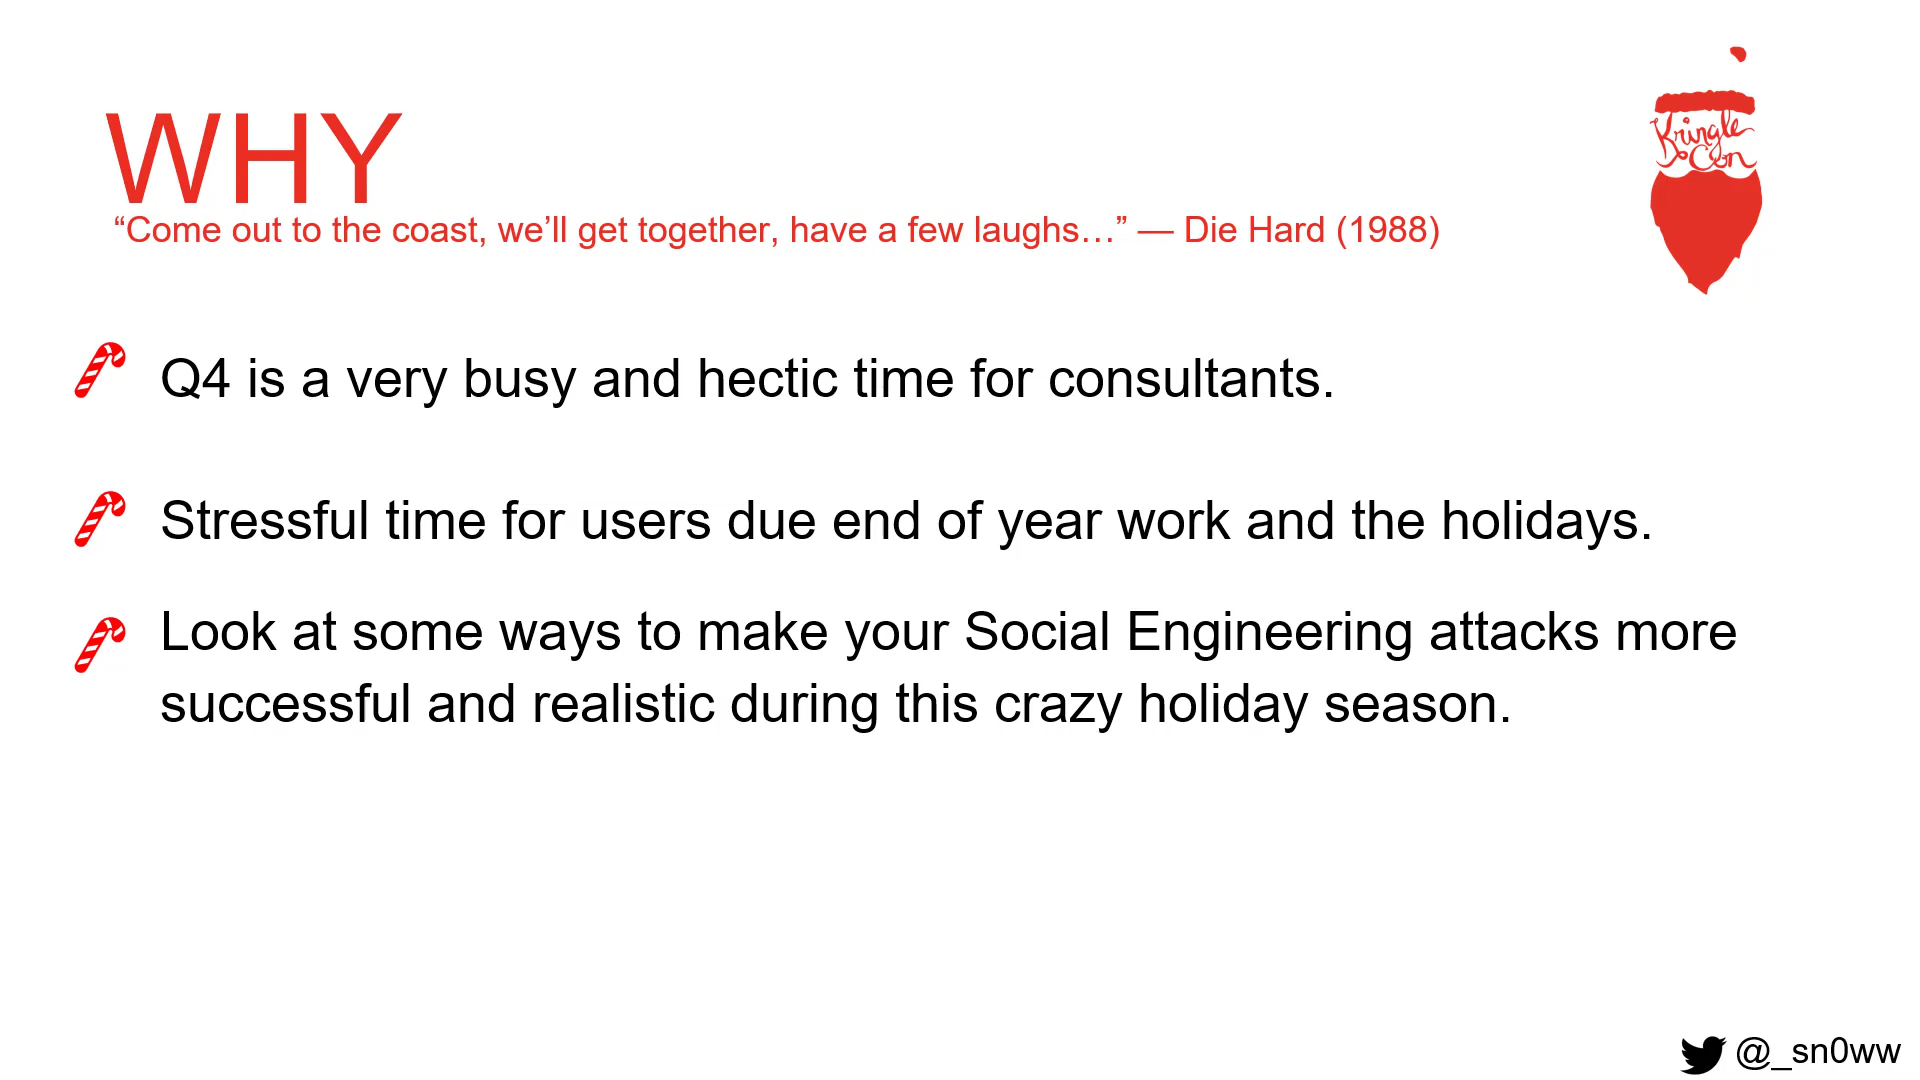 WHY
“Come out to the coast, we’ll get together, have a few laughs…” — Die Hard (1988)
Kringle
Con
Q4 is a very busy and hectic time for consultants.
Stressful time for users due end of year work and the holidays.
Look at some ways to make your Social Engineering attacks more
successful and realistic during this crazy holiday season.
@_sn0ww